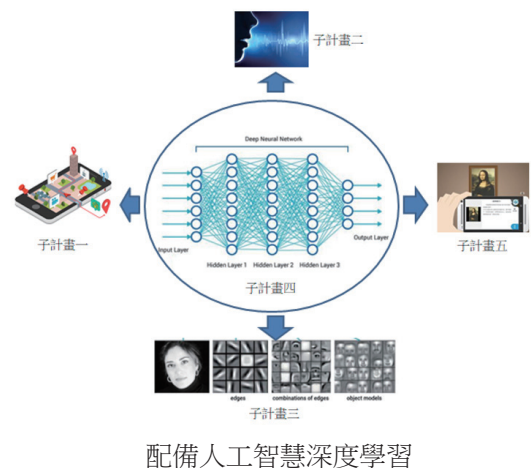 子計畫二
Deep Neural Network
子計畫一
Input Layer
Hidden Layer 1
Hidden Layer 2
Hidden Layer 3
Output Layer
子計畫四
子計畫五
edges
combinations of edges
object models
子計畫三
配備人工智慧深度學習